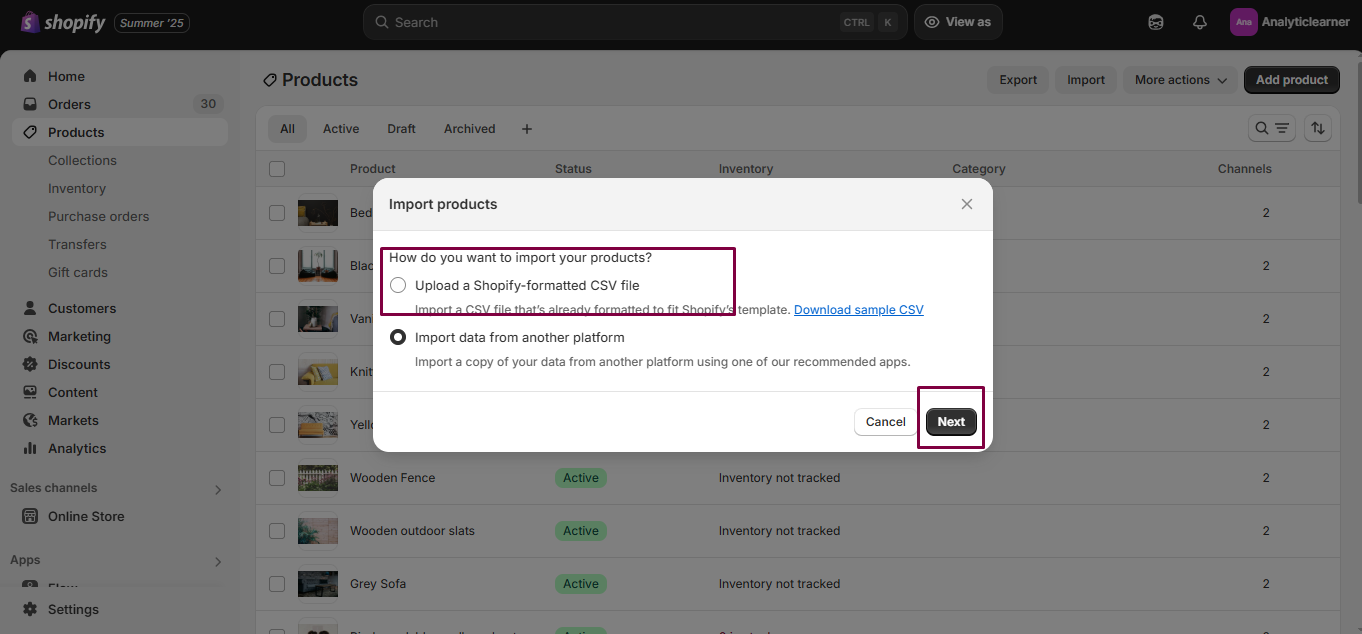 shopify Summer '25 Search CTRL K View as Ana Analyticlearner
Home
Orders 30
Products
Collections
Inventory
Purchase orders
Transfers
Gift cards
Customers
Marketing
Discounts
Content
Markets
Analytics
Sales channels
Online Store
Apps
Flow
Settings
Products Export Import More actions Add product
All Active Draft Archived +
Product Status Inventory Category Channels
Bed 2
Blac 2
Van 2
Knit 2
Yello 2
Wooden Fence Active Inventory not tracked 2
Wooden outdoor slats Active Inventory not tracked 2
Grey Sofa Active Inventory not tracked 2
Import products
How do you want to import your products?
Upload a Shopify-formatted CSV file
Import a CSV file that's already formatted to fit Shopify's template. Download sample CSV
Import data from another platform
Import a copy of your data from another platform using one of our recommended apps.
Cancel Next